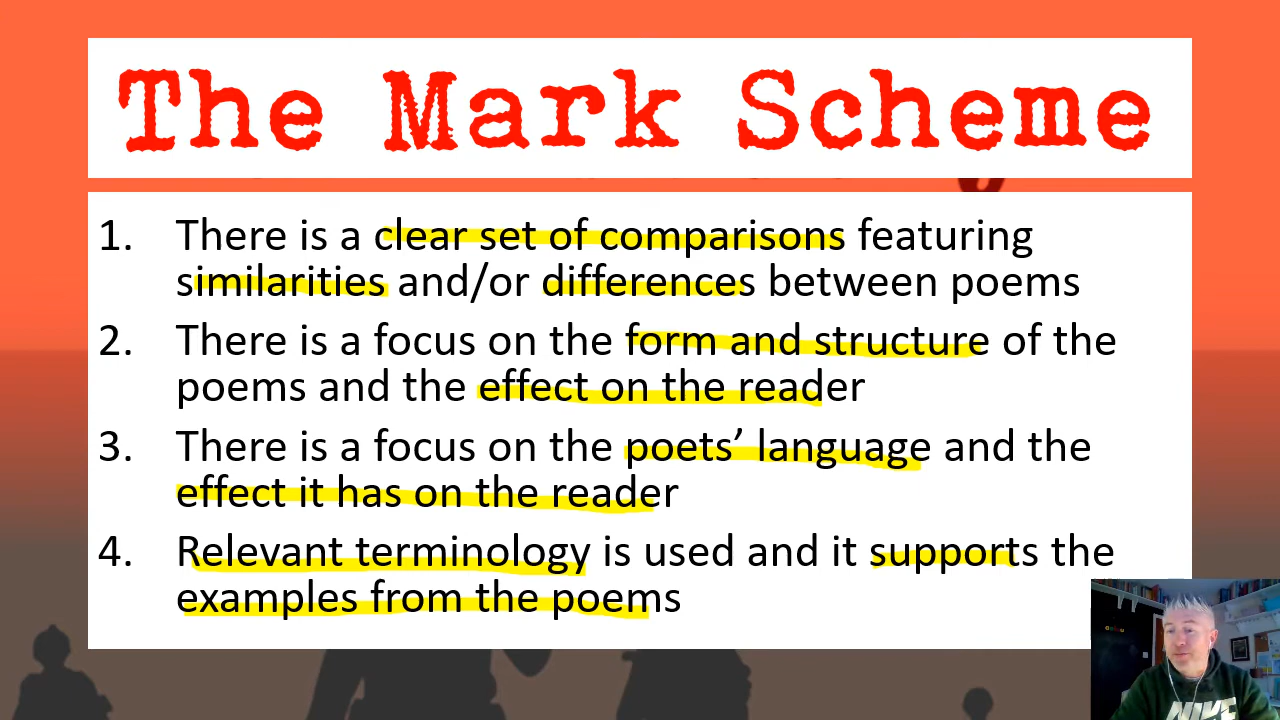 The Mark Scheme
1. There is a clear set of comparisons featuring
similarities and/or differences between poems
2. There is a focus on the form and structure of the
poems and the effect on the reader
3. There is a focus on the poets’ language and the
effect it has on the reader
4. Relevant terminology is used and it supports the
examples from the poems
NIKE